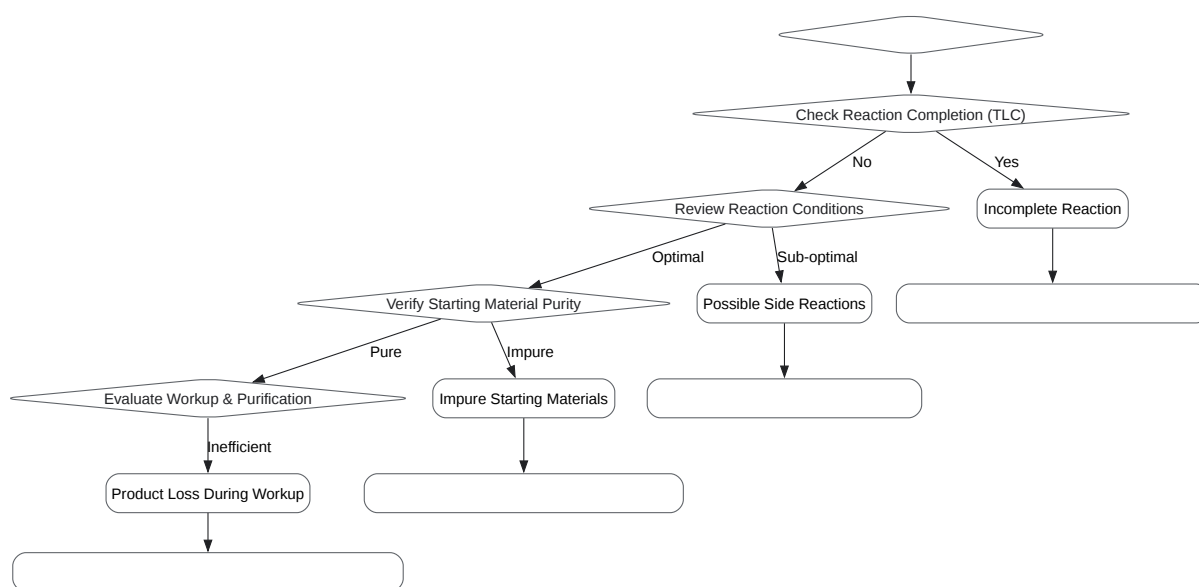 Check Reaction Completion (TLC)
No
Yes
Review Reaction Conditions
Incomplete Reaction
Optimal
Sub-optimal
Verify Starting Material Purity
Possible Side Reactions
Pure
Impure
Evaluate Workup & Purification
Impure Starting Materials
Inefficient
Product Loss During Workup